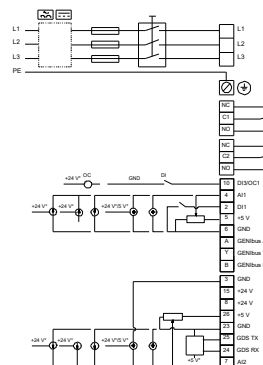 L1 L1
L2 L2
L3 L3
PE
NC
C1
NO
NC
C2
NO
+24 V* OC GND DI 10 DI3/OC1
4 AI1
2 DI1
+24 V* +24 V* +24 V*/5 V* 5 +5 V
6 GND
A GENIbus A
Y GENIbus
B GENIbus
3 GND
15 +24 V
8 +24 V
26 +5 V
23 GND
25 GDS TX
+24 V* +24 V* +24 V*/5 V* 24 GDS RX
+5 V* 7 AI2